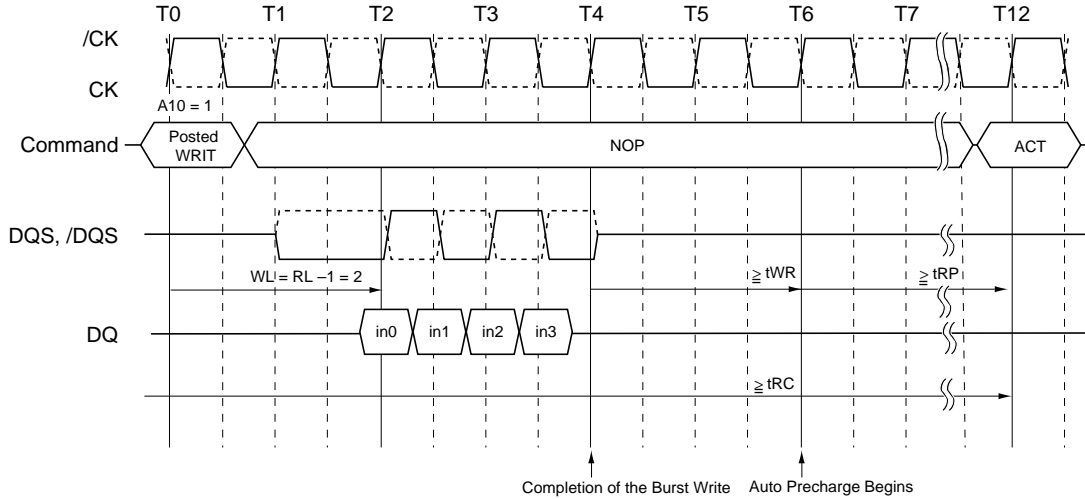 T0 T1 T2 T3 T4 T5 T6 T7 T12
/CK
CK
A10 = 1
Command Posted WRIT NOP ACT
DQS, /DQS
WL = RL –1 = 2 ≧ tWR ≧ tRP
DQ in0 in1 in2 in3
≧ tRC
Completion of the Burst Write Auto Precharge Begins